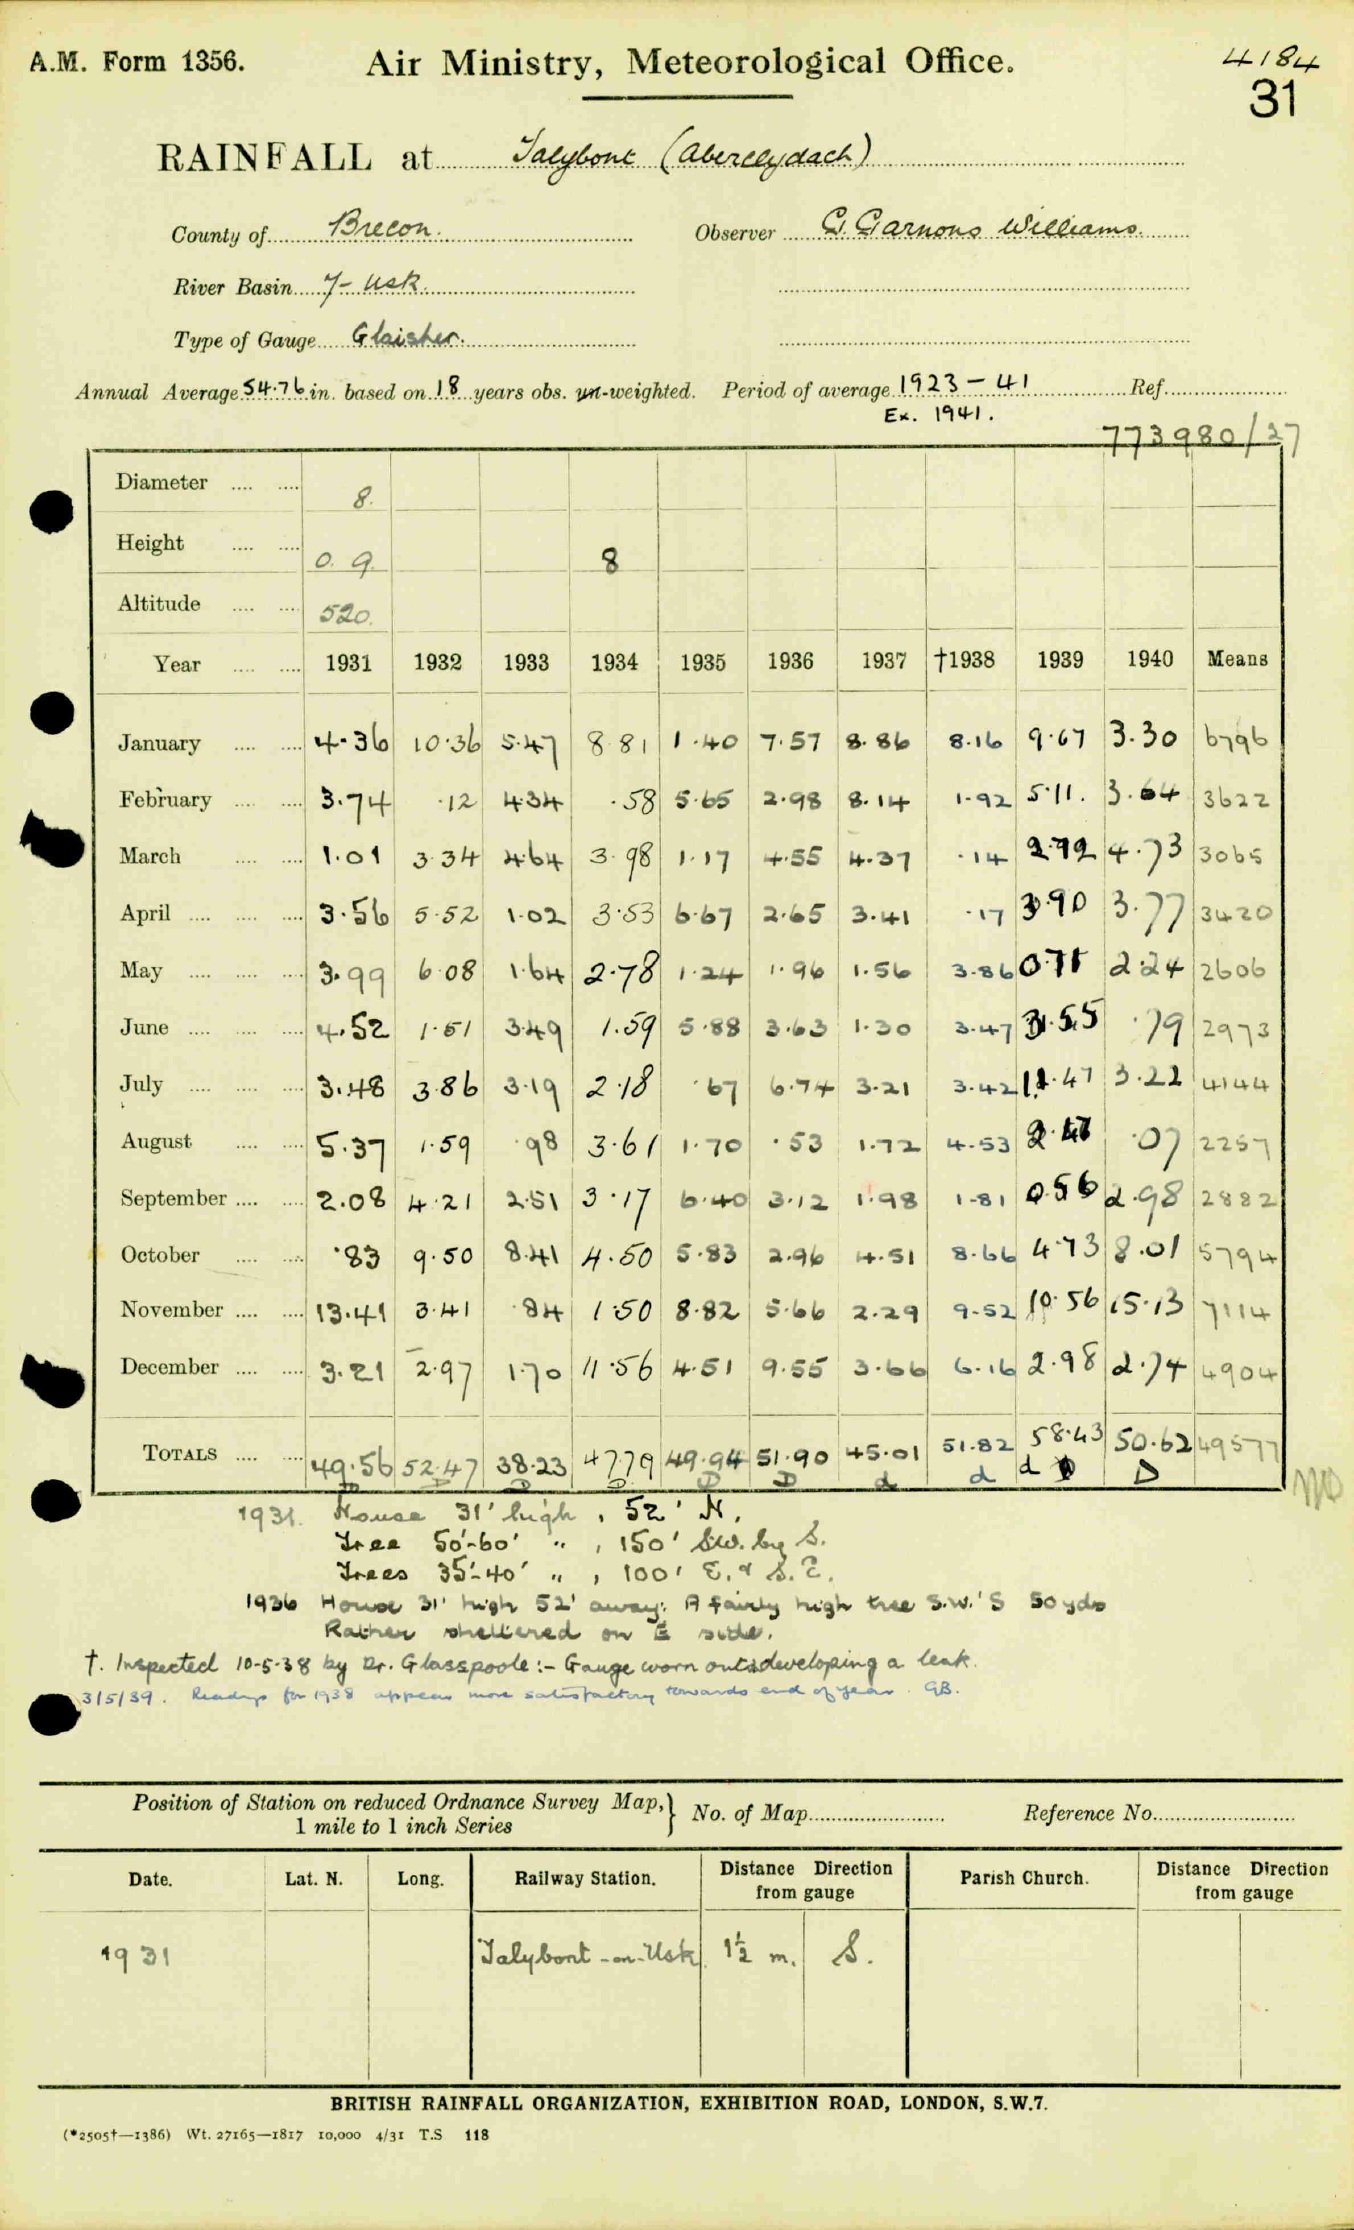 A.M. Form 1356.
Air Ministry, Meteorological Office.
4184
31
RAINFALL at Talybont (Aberclydach)
County of Brecon. Observer G. Garnons Williams.
River Basin 7- Usk.
Type of Gauge Glaisher.
Annual Average 54.76 in. based on 18 years obs. un-weighted. Period of average 1923-41 Ref.
Ex. 1941.
773980/27
Diameter 8.
Height 0. 9. 8
Altitude 520.
Year 1931 1932 1933 1934 1935 1936 1937 †1938 1939 1940 Means
January 4.36 10.36 5.47 8.81 1.40 7.57 8.86 8.16 9.67 3.30 6796
February 3.74 .12 4.34 .58 5.65 2.98 8.14 1.92 5.11. 3.64 3622
March 1.01 3.34 4.64 3.98 1.17 4.55 4.37 .14 2.72 4.73 3065
April 3.56 5.52 1.02 3.53 6.67 2.65 3.41 .17 3.90 3.77 3420
May 3.99 6.08 1.64 2.78 1.24 1.96 1.56 3.86 0.71 2.24 2606
June 4.52 1.51 3.49 1.59 5.88 3.63 1.30 3.47 3.55 .79 2973
July 3.48 3.86 3.19 2.18 .67 6.74 3.21 3.42 11.47 3.22 4144
August 5.37 1.59 .98 3.61 1.70 .53 1.72 4.53 2.47 .07 2257
September 2.08 4.21 2.51 3.17 6.40 3.12 1.98 1.81 0.56 2.98 2882
October .83 9.50 8.41 4.50 5.83 2.96 4.51 8.66 4.73 8.01 5794
November 13.41 3.41 .84 1.50 8.82 5.66 2.29 9.52 10.56 15.13 7114
December 3.21 2.97 1.70 11.56 4.51 9.55 3.66 6.16 2.98 2.74 4904
TOTALS 49.56 52.47 38.23 47.79 49.94 51.90 45.01 51.82 58.43 50.62 49577
D D D D D D d d d D
1931. House 31' high, 52' N.
Tree 50'-60' " , 150' S.W. by S.
Trees 35'-40' " , 100' E. & S.E.
1936 House 31' high 52' away: A fairly high tree S.W.'S 50 yds
Rather sheltered on E side.
†. Inspected 10-5-38 by Dr. Glasspoole:- Gauge worn out & developing a leak.
3/5/39. Readings for 1938 appear more satisfactory towards end of year. GB.
Position of Station on reduced Ordnance Survey Map,} No. of Map Reference No.
1 mile to 1 inch Series
Date. Lat. N. Long. Railway Station. Distance Direction from gauge Parish Church. Distance Direction from gauge
1931 Talybont-on-Usk 1½ m. S.
BRITISH RAINFALL ORGANIZATION, EXHIBITION ROAD, LONDON, S.W.7.
(*2505†—1386) Wt. 27165—1817 10,000 4/31 T.S 118